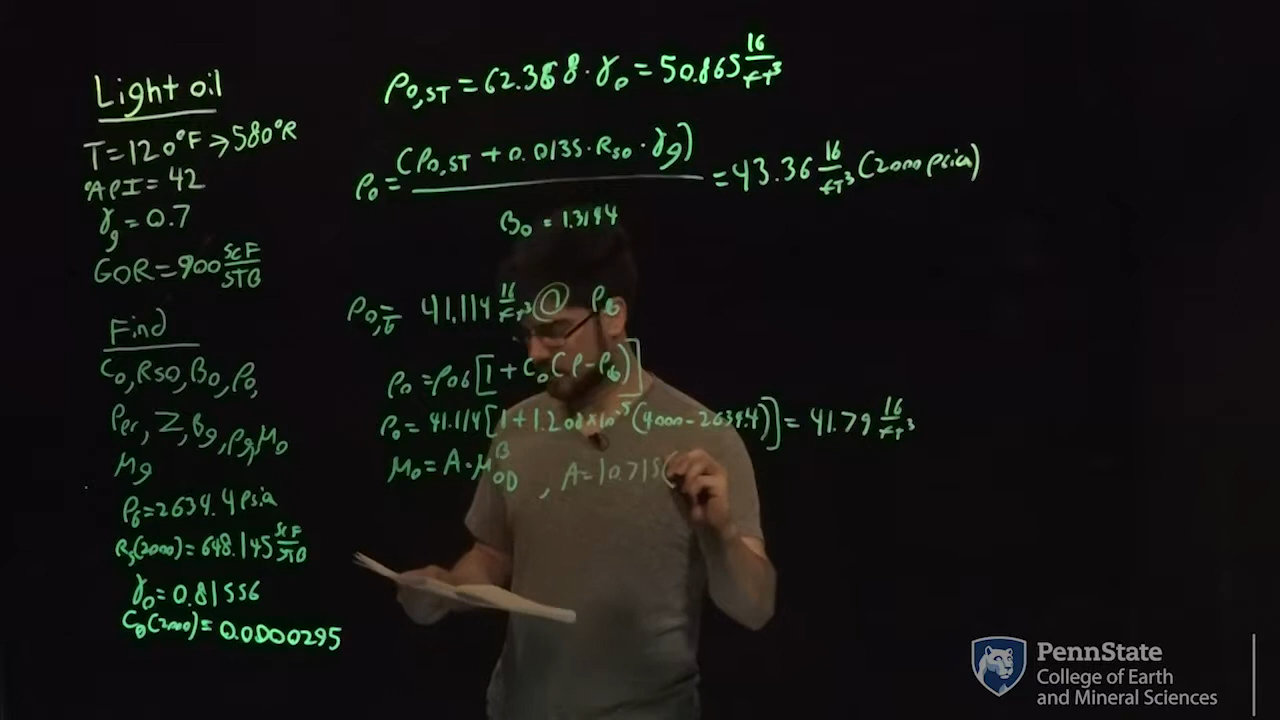 Light oil
T=120°F→580°R
°API=42
γg=0.7
GOR=900 SCF/STB
Find
Co, Rso, Bo, ρo,
Per, Z, Bg, ρg, μo
μg
Pb=2634.4 Psia
Rs(2000)=648.145 SCF/STB
γo=0.81556
Co(2000)=0.0000295
ρo,ST=62.368·γo=50.865 lb/FT³
ρo=(ρo,ST+0.0135·Rso·γg)/Bo=1.3194 =43.36 lb/FT³ (2000 psia)
ρo,b= 41.114 lb/FT³ @ Pb
ρo=ρob[1+Co(P-Pb)]
ρo=41.114[1+1.208×10⁻⁵(4000-2634.4)]=41.79 lb/FT³
μo=A·μoD^B, A=10.715(
PennState
College of Earth
and Mineral Sciences